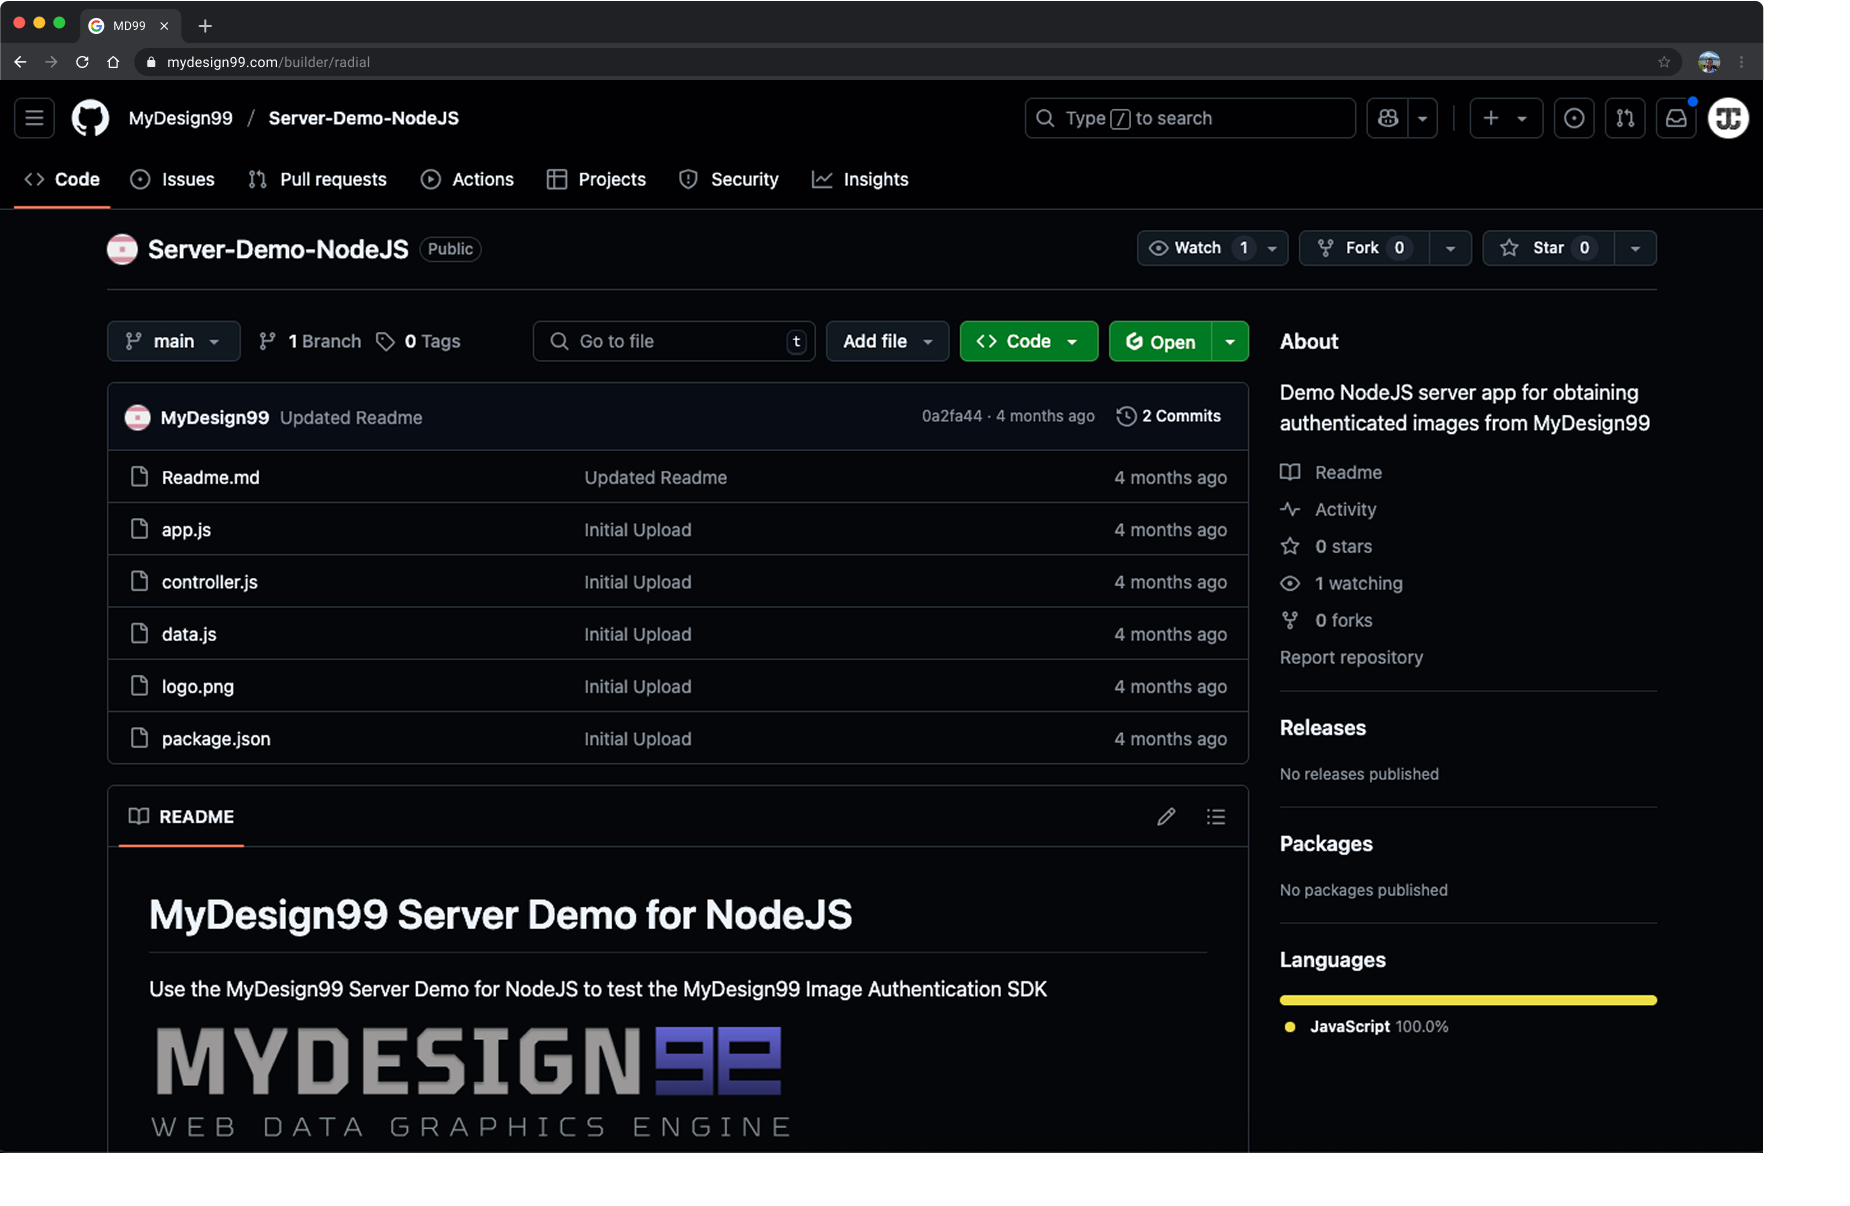 MD99
mydesign99.com/builder/radial
MyDesign99 / Server-Demo-NodeJS
Type / to search
Code Issues Pull requests Actions Projects Security Insights
Server-Demo-NodeJS Public
Watch 1 Fork 0 Star 0
main 1 Branch 0 Tags Go to file t Add file Code Open
MyDesign99 Updated Readme 0a2fa44 · 4 months ago 2 Commits
Readme.md Updated Readme 4 months ago
app.js Initial Upload 4 months ago
controller.js Initial Upload 4 months ago
data.js Initial Upload 4 months ago
logo.png Initial Upload 4 months ago
package.json Initial Upload 4 months ago
README
MyDesign99 Server Demo for NodeJS
Use the MyDesign99 Server Demo for NodeJS to test the MyDesign99 Image Authentication SDK
MYDESIGN99
WEB DATA GRAPHICS ENGINE
About
Demo NodeJS server app for obtaining
authenticated images from MyDesign99
Readme
Activity
0 stars
1 watching
0 forks
Report repository
Releases
No releases published
Packages
No packages published
Languages
JavaScript 100.0%